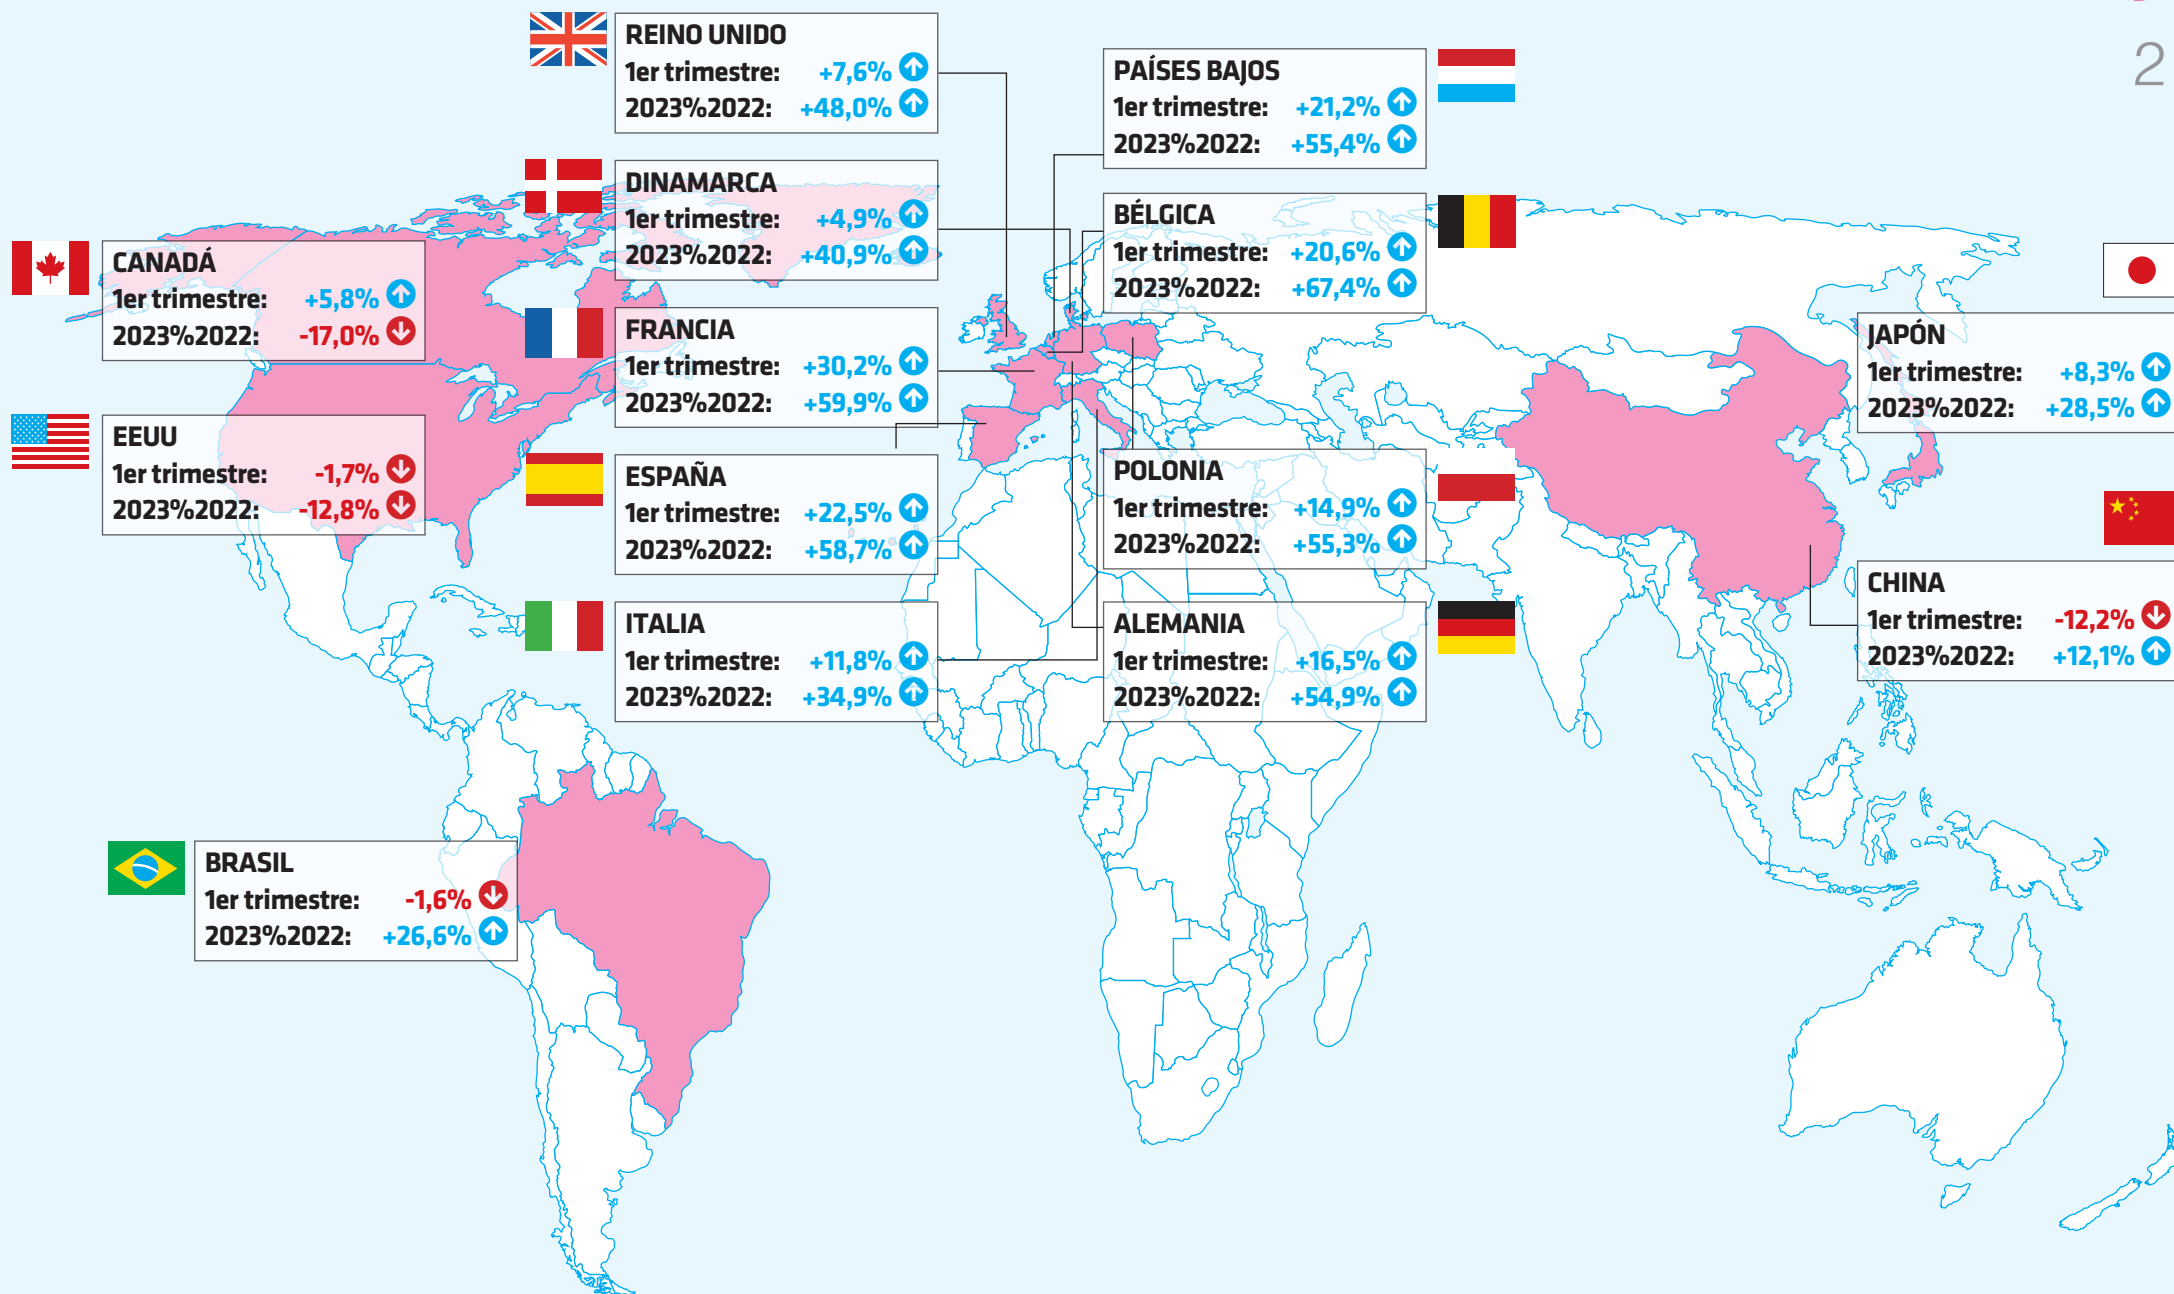 2
REINO UNIDO
1er trimestre: +7,6%
2023%2022: +48,0%
PAÍSES BAJOS
1er trimestre: +21,2%
2023%2022: +55,4%
DINAMARCA
1er trimestre: +4,9%
2023%2022: +40,9%
BÉLGICA
1er trimestre: +20,6%
2023%2022: +67,4%
CANADÁ
1er trimestre: +5,8%
2023%2022: -17,0%
FRANCIA
1er trimestre: +30,2%
2023%2022: +59,9%
JAPÓN
1er trimestre: +8,3%
2023%2022: +28,5%
EEUU
1er trimestre: -1,7%
2023%2022: -12,8%
ESPAÑA
1er trimestre: +22,5%
2023%2022: +58,7%
POLONIA
1er trimestre: +14,9%
2023%2022: +55,3%
CHINA
1er trimestre: -12,2%
2023%2022: +12,1%
ITALIA
1er trimestre: +11,8%
2023%2022: +34,9%
ALEMANIA
1er trimestre: +16,5%
2023%2022: +54,9%
BRASIL
1er trimestre: -1,6%
2023%2022: +26,6%